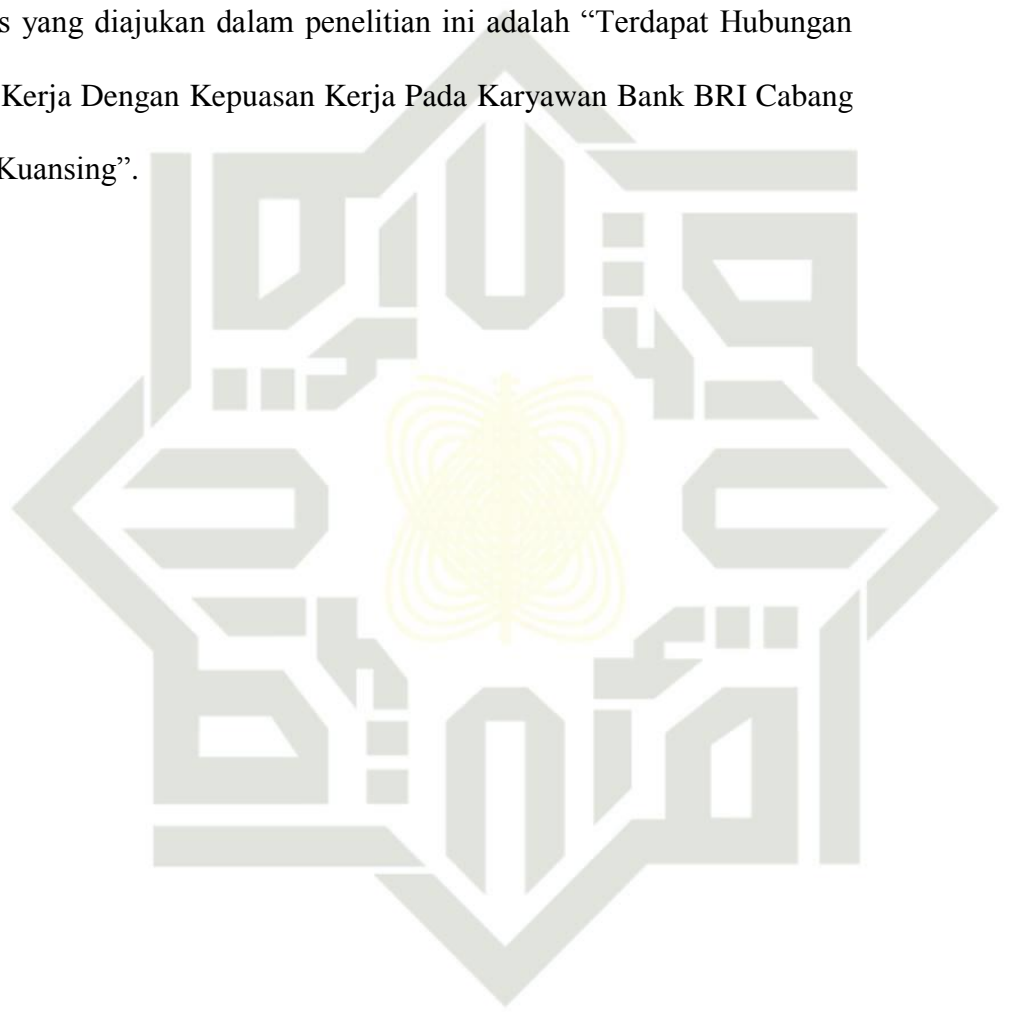 s yang diajukan dalam penelitian ini adalah “Terdapat Hubungan
Kerja Dengan Kepuasan Kerja Pada Karyawan Bank BRI Cabang
Kuansing”.